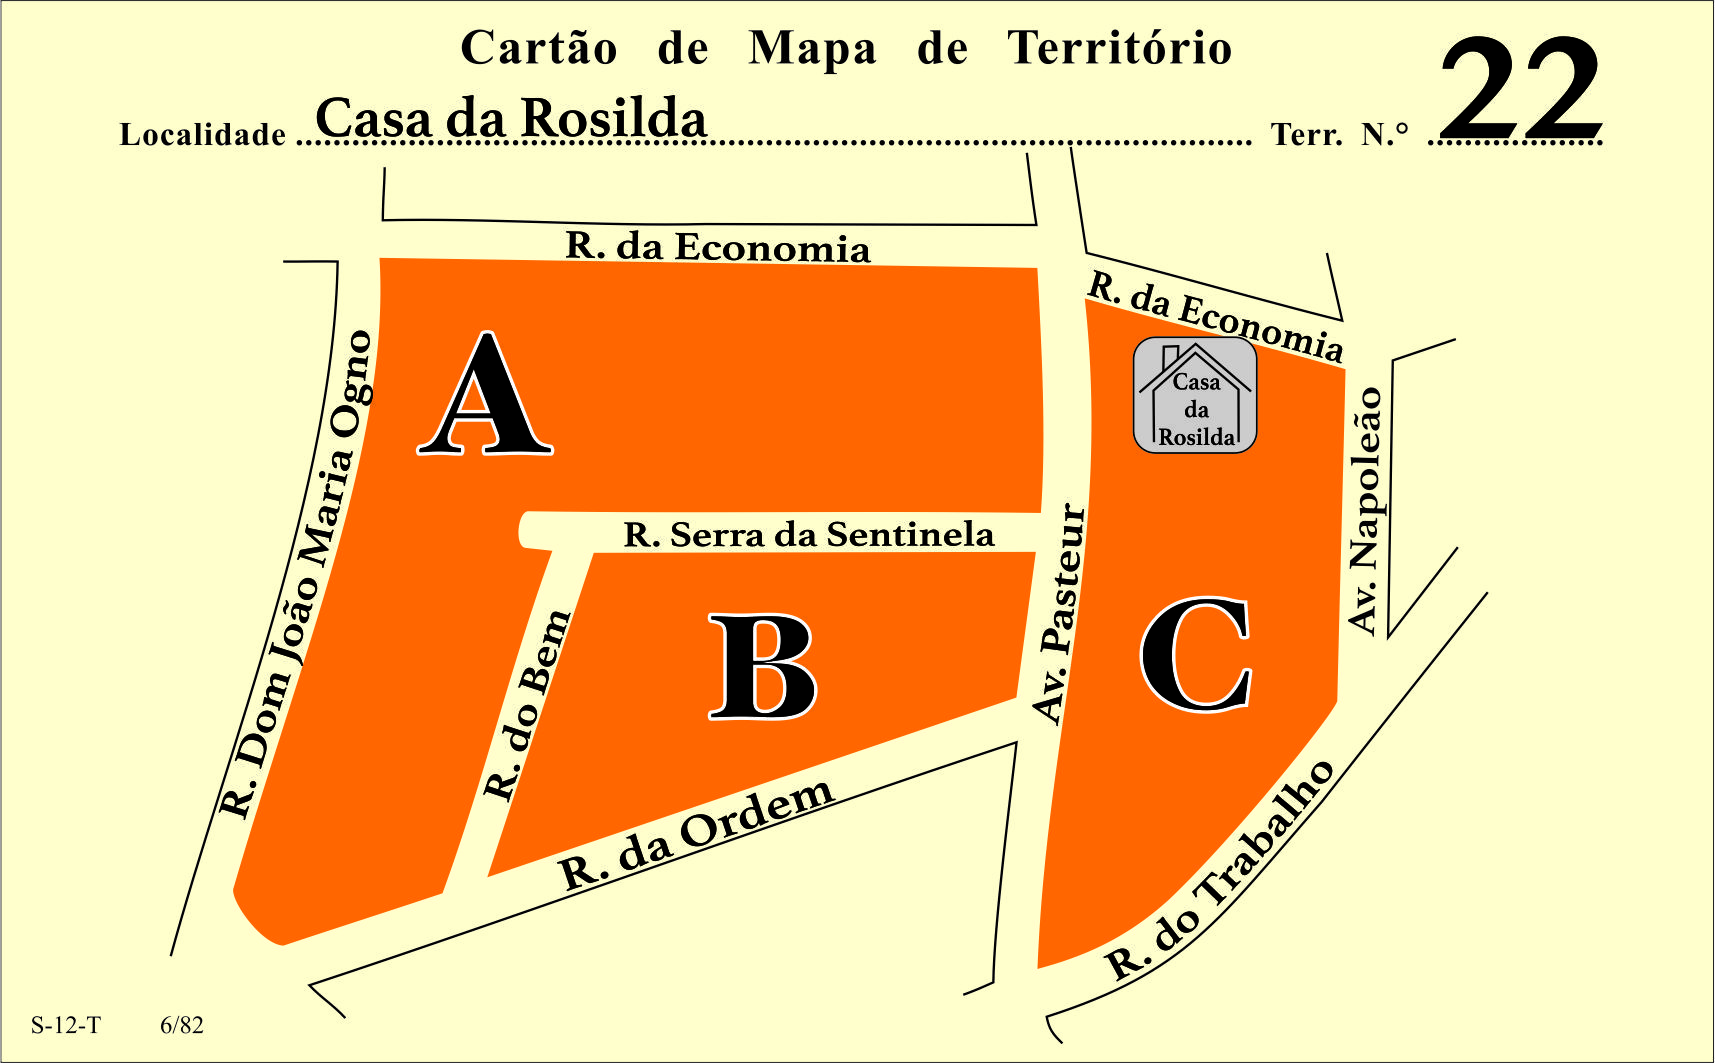 Cartão de Mapa de Território
Localidade Casa da Rosilda Terr. N.° 22
R. da Economia
R. da Economia
R. Dom João Maria Ogno
A
Casa
da
Rosilda
Av. Napoleão
R. Serra da Sentinela
Av. Pasteur
R. do Bem
B
C
R. da Ordem
R. do Trabalho
S-12-T 6/82